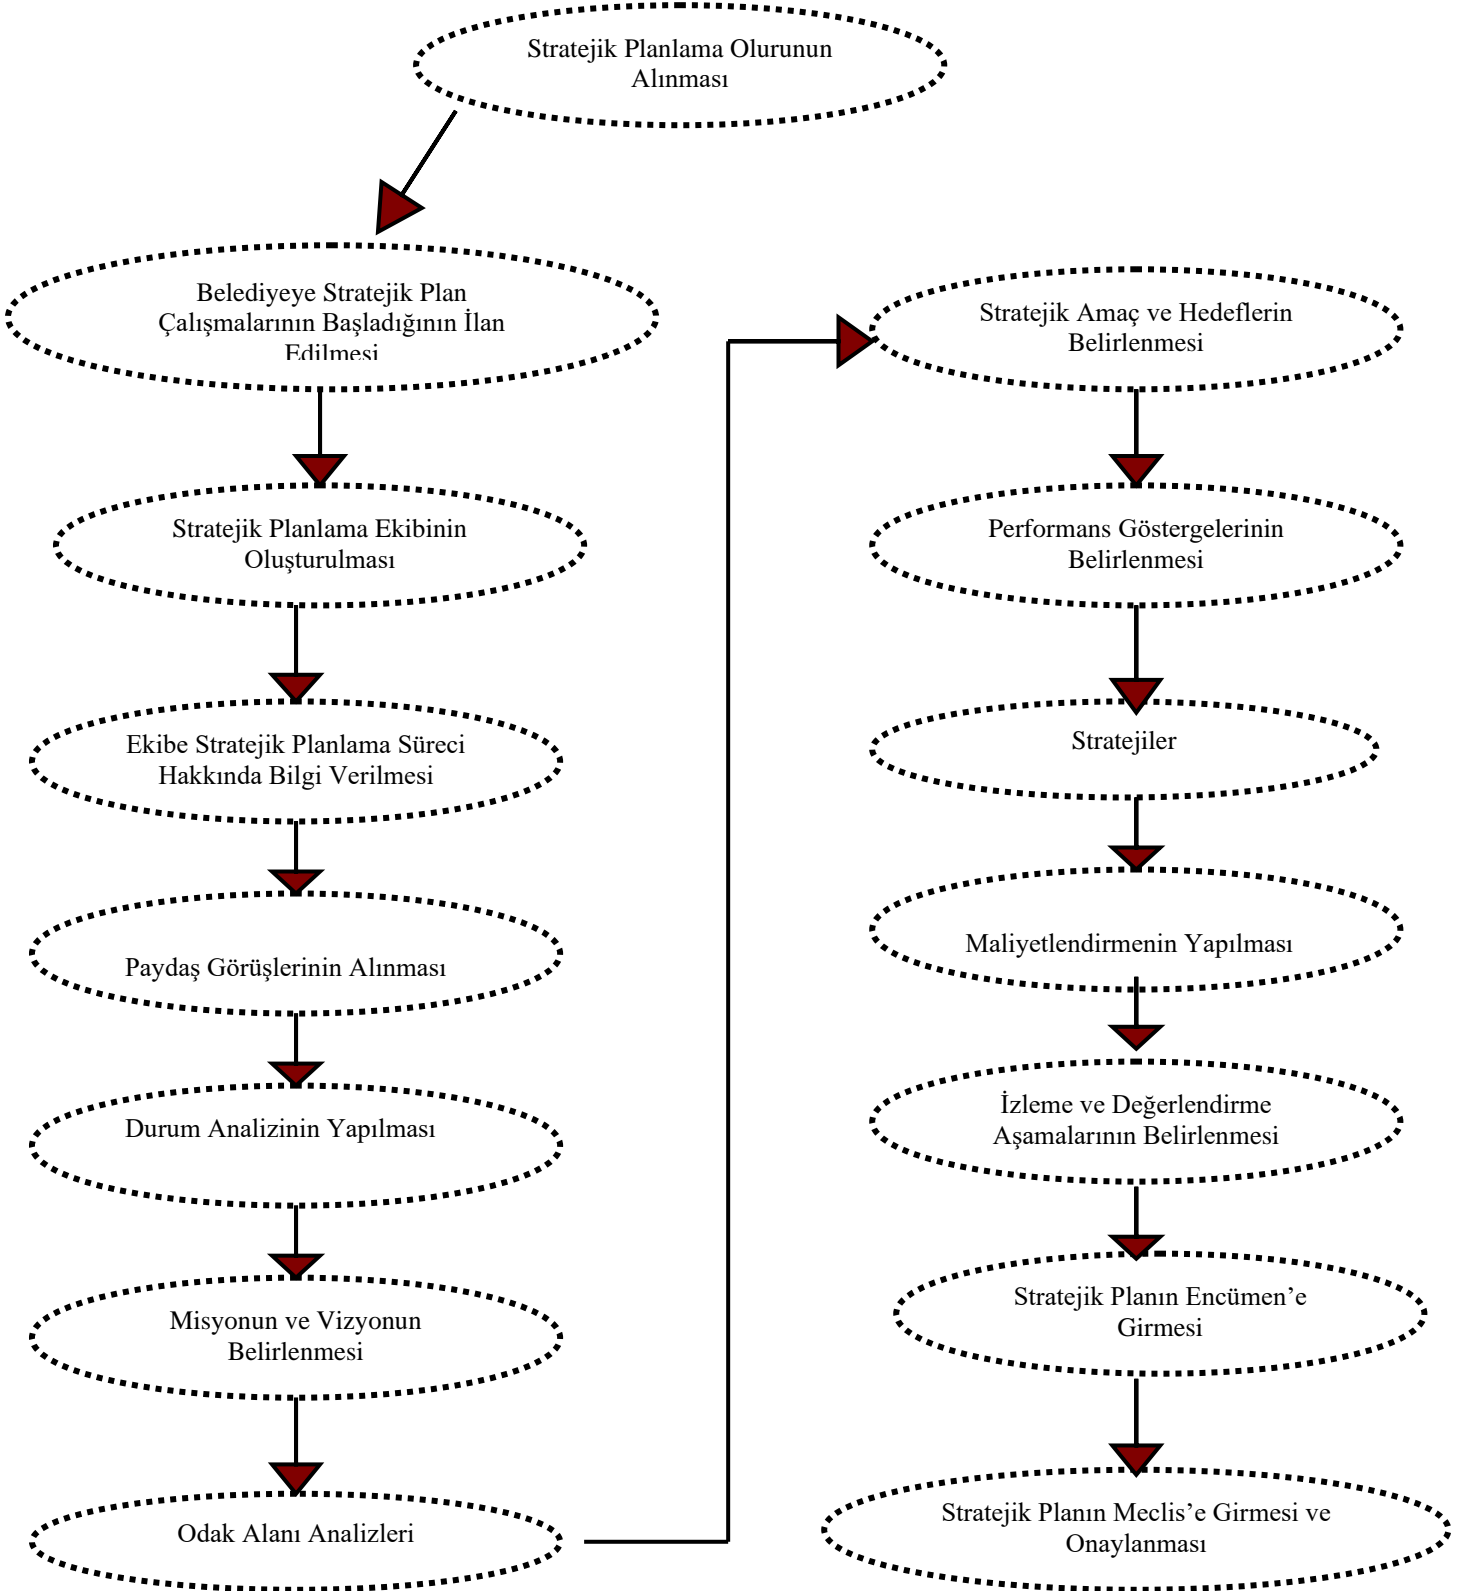 Stratejik Planlama Olurunun
Alınması
Belediyeye Stratejik Plan
Çalışmalarının Başladığının İlan
Edilmesi
Stratejik Planlama Ekibinin
Oluşturulması
Ekibe Stratejik Planlama Süreci
Hakkında Bilgi Verilmesi
Paydaş Görüşlerinin Alınması
Durum Analizinin Yapılması
Misyonun ve Vizyonun
Belirlenmesi
Odak Alanı Analizleri
Stratejik Amaç ve Hedeflerin
Belirlenmesi
Performans Göstergelerinin
Belirlenmesi
Stratejiler
Maliyetlendirmenin Yapılması
İzleme ve Değerlendirme
Aşamalarının Belirlenmesi
Stratejik Planın Encümen’e
Girmesi
Stratejik Planın Meclis’e Girmesi ve
Onaylanması